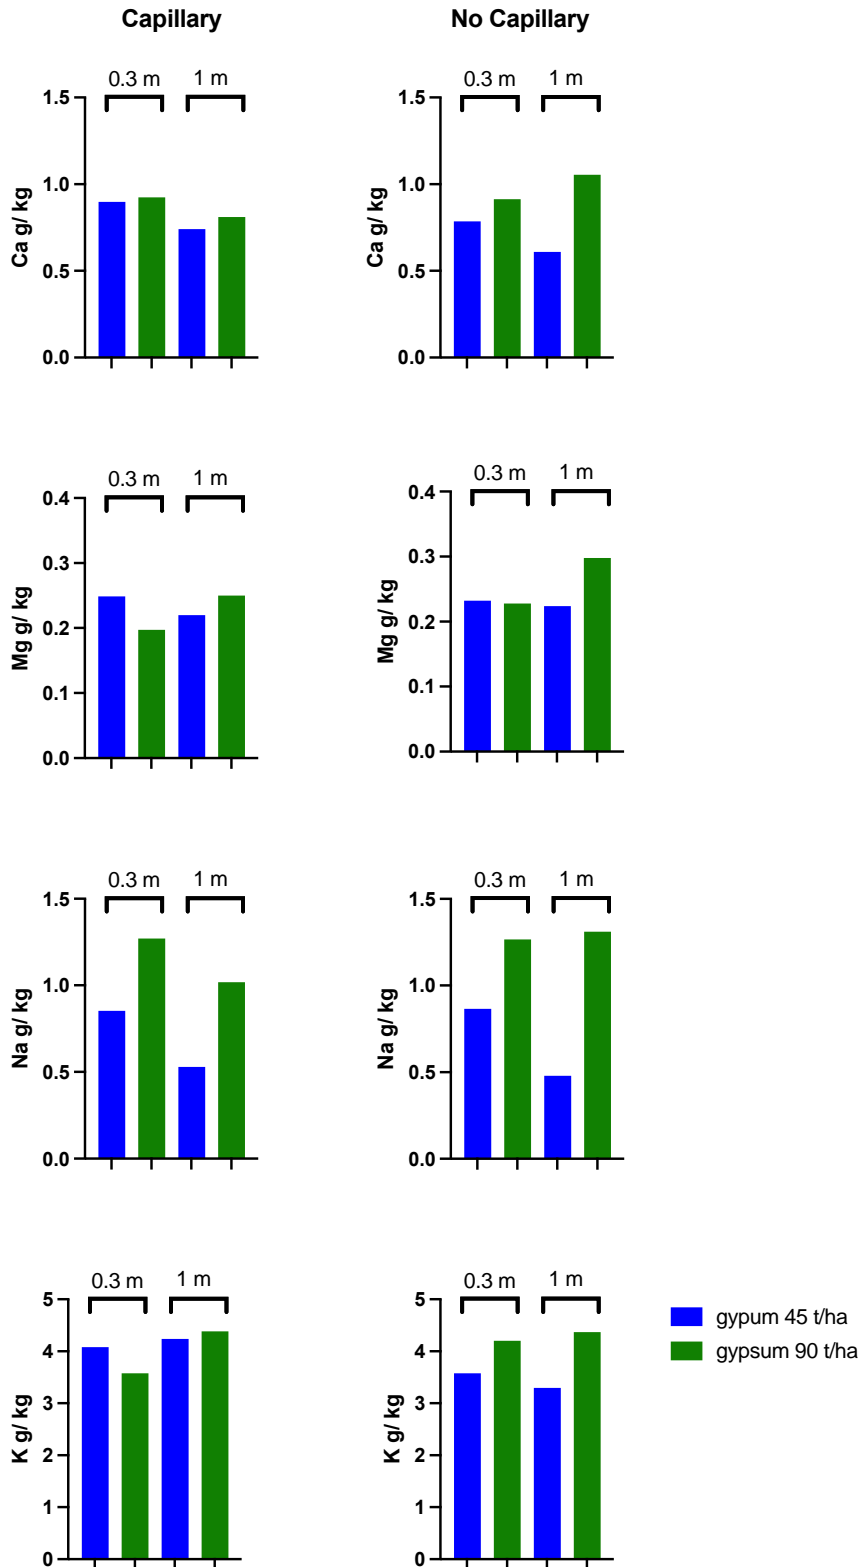 Capillary
No Capillary
0.3 m
1 m
0.3 m
1 m
1.5
1.0
0.5
0.0
Ca g/ kg
1.5
1.0
0.5
0.0
Ca g/ kg
0.3 m
1 m
0.3 m
1 m
0.4
0.3
0.2
0.1
0.0
Mg g/ kg
0.4
0.3
0.2
0.1
0.0
Mg g/ kg
0.3 m
1 m
0.3 m
1 m
1.5
1.0
0.5
0.0
Na g/ kg
1.5
1.0
0.5
0.0
Na g/ kg
0.3 m
1 m
0.3 m
1 m
5
4
3
2
1
0
K g/ kg
5
4
3
2
1
0
K g/ kg
gypum 45 t/ha
gypsum 90 t/ha